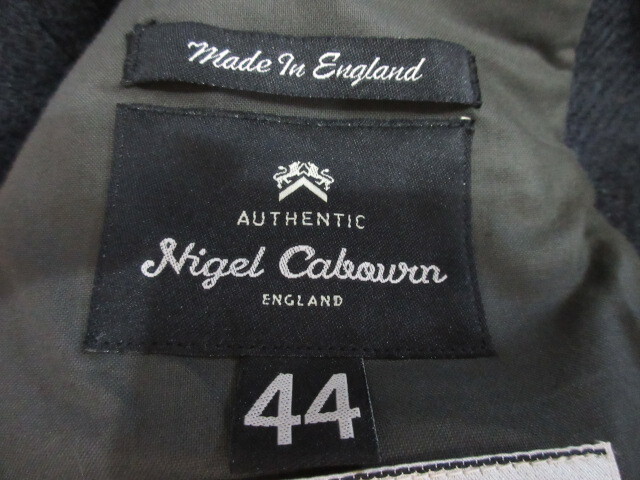 Made In England
AUTHENTIC
Nigel Cabourn
ENGLAND
44